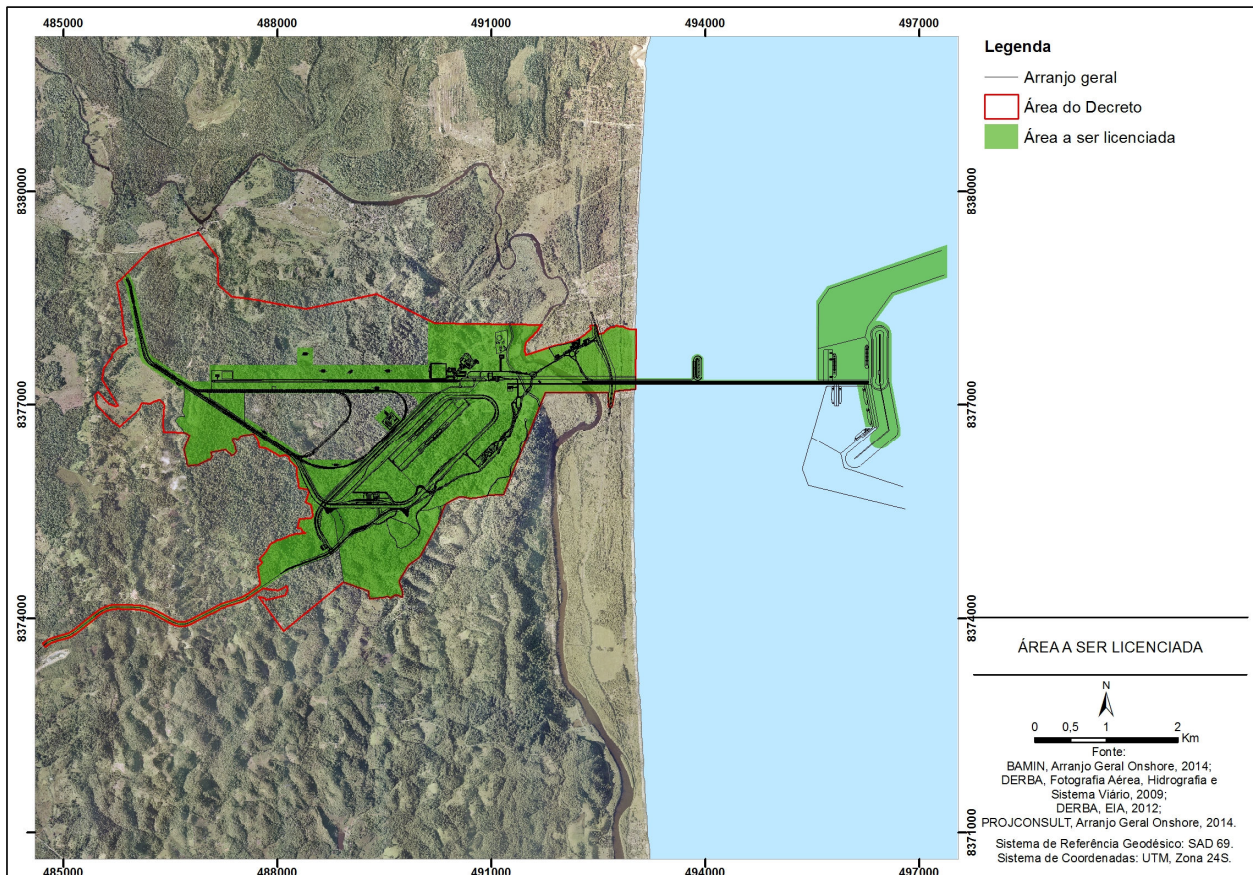 485000 488000 491000 494000 497000
8380000 8380000
8377000 8377000
8374000 8374000
8371000 8371000
485000 488000 491000 494000 497000
Legenda
Arranjo geral
Área do Decreto
Área a ser licenciada
ÁREA A SER LICENCIADA
N
0 0,5 1 2
Km
Fonte:
BAMIN, Arranjo Geral Onshore, 2014;
DERBA, Fotografia Aérea, Hidrografia e
Sistema Viário, 2009;
DERBA, EIA, 2012;
PROJCONSULT, Arranjo Geral Onshore, 2014.
Sistema de Referência Geodésico: SAD 69.
Sistema de Coordenadas: UTM, Zona 24S.